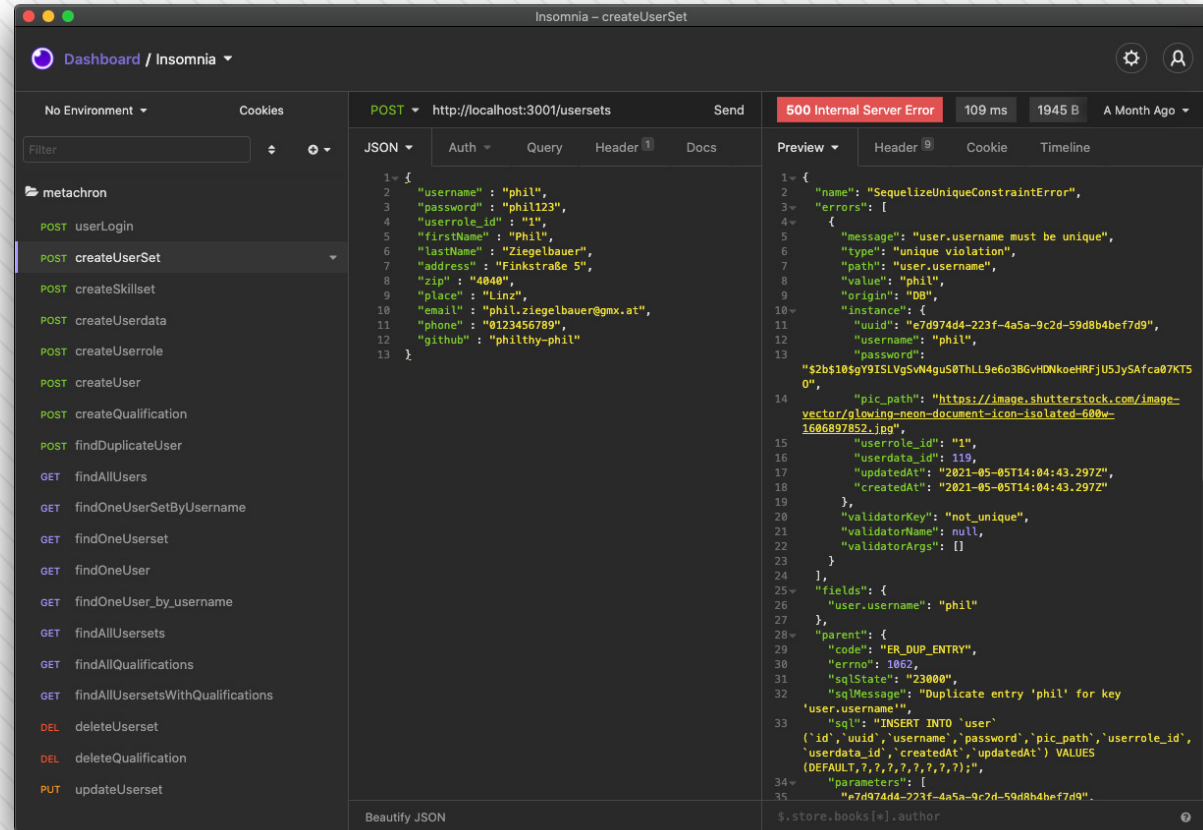 Insomnia – createUserSet
Dashboard / Insomnia
No Environment
Cookies
Filter
metachron
POST userLogin
POST createUserSet
POST createSkillset
POST createUserdata
POST createUserrole
POST createUser
POST createQualification
POST findDuplicateUser
GET findAllUsers
GET findOneUserSetByUsername
GET findOneUserset
GET findOneUser
GET findOneUser_by_username
GET findAllUsersets
GET findAllQualifications
GET findAllUsersetsWithQualifications
DEL deleteUserset
DEL deleteQualification
PUT updateUserset
POST http://localhost:3001/usersets Send
JSON Auth Query Header 1 Docs
1 {
2 "username" : "phil",
3 "password" : "phil123",
4 "userrole_id" : "1",
5 "firstName" : "Phil",
6 "lastName" : "Ziegelbauer",
7 "address" : "Finkstraße 5",
8 "zip" : "4040",
9 "place" : "Linz",
10 "email" : "phil.ziegelbauer@gmx.at",
11 "phone" : "0123456789",
12 "github" : "philthy-phil"
13 }
Beautify JSON
500 Internal Server Error 109 ms 1945 B A Month Ago
Preview Header 9 Cookie Timeline
1 {
2 "name": "SequelizeUniqueConstraintError",
3 "errors": [
4 {
5 "message": "user.username must be unique",
6 "type": "unique violation",
7 "path": "user.username",
8 "value": "phil",
9 "origin": "DB",
10 "instance": {
11 "uuid": "e7d974d4-223f-4a5a-9c2d-59d8b4bef7d9",
12 "username": "phil",
13 "password":
"$2b$10$gY9ISLVgSvN4guS0ThLL9e6o3BGvHDNkoeHRFjU5JySAfca07KT5
O",
14 "pic_path": "https://image.shutterstock.com/image-
vector/glowing-neon-document-icon-isolated-600w-
1606897852.jpg",
15 "userrole_id": "1",
16 "userdata_id": 119,
17 "updatedAt": "2021-05-05T14:04:43.297Z",
18 "createdAt": "2021-05-05T14:04:43.297Z"
19 },
20 "validatorKey": "not_unique",
21 "validatorName": null,
22 "validatorArgs": []
23 }
24 ],
25 "fields": {
26 "user.username": "phil"
27 },
28 "parent": {
29 "code": "ER_DUP_ENTRY",
30 "errno": 1062,
31 "sqlState": "23000",
32 "sqlMessage": "Duplicate entry 'phil' for key
'user.username'",
33 "sql": "INSERT INTO `user`
(`id`,`uuid`,`username`,`password`,`pic_path`,`userrole_id`,
`userdata_id`,`createdAt`,`updatedAt`) VALUES
(DEFAULT,?,?,?,?,?,?,?,?);",
34 "parameters": [
35 "e7d974d4-223f-4a5a-9c2d-59d8b4bef7d9",
$.store.books[*].author